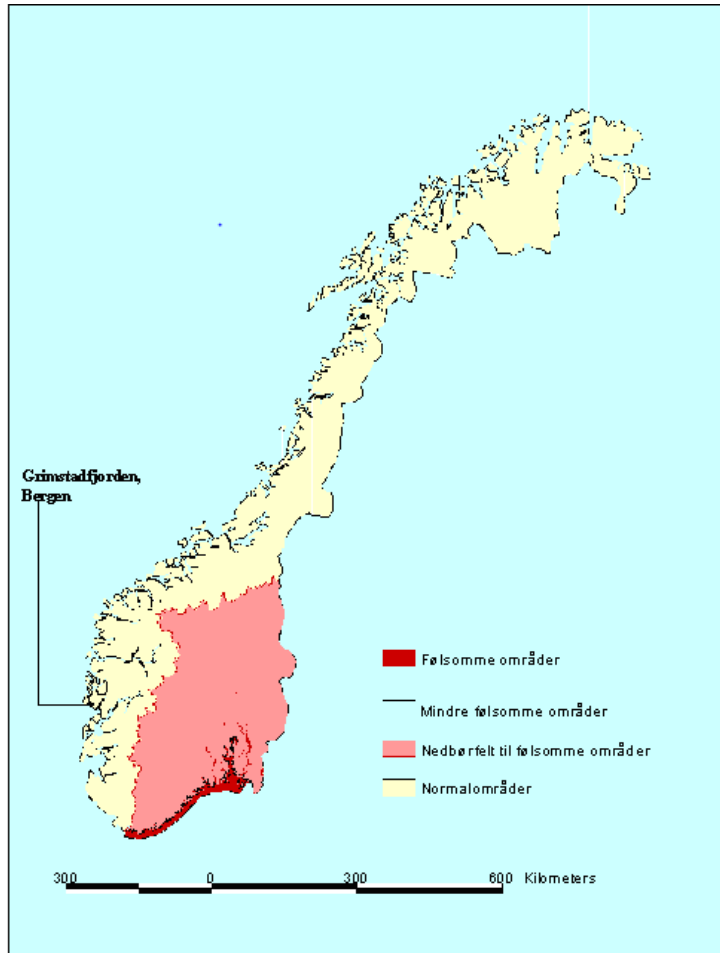 Grimstadfjorden,
Bergen
Følsomme områder
Mindre følsomme områder
Nedbørfelt til følsomme områder
Normalområder
300 0 300 600 Kilometers